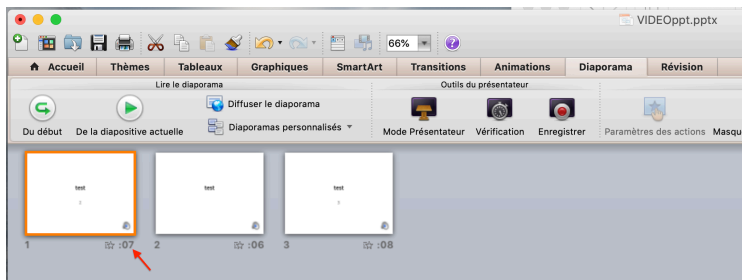 VIDEOppt.pptx
66%
Accueil Thèmes Tableaux Graphiques SmartArt Transitions Animations Diaporama Révision
Lire le diaporama Outils du présentateur
Diffuser le diaporama
Du début De la diapositive actuelle Diaporamas personnalisés Mode Présentateur Vérification Enregistrer Paramètres des actions Masqu
test test test
1 :07 2 :06 3 :08